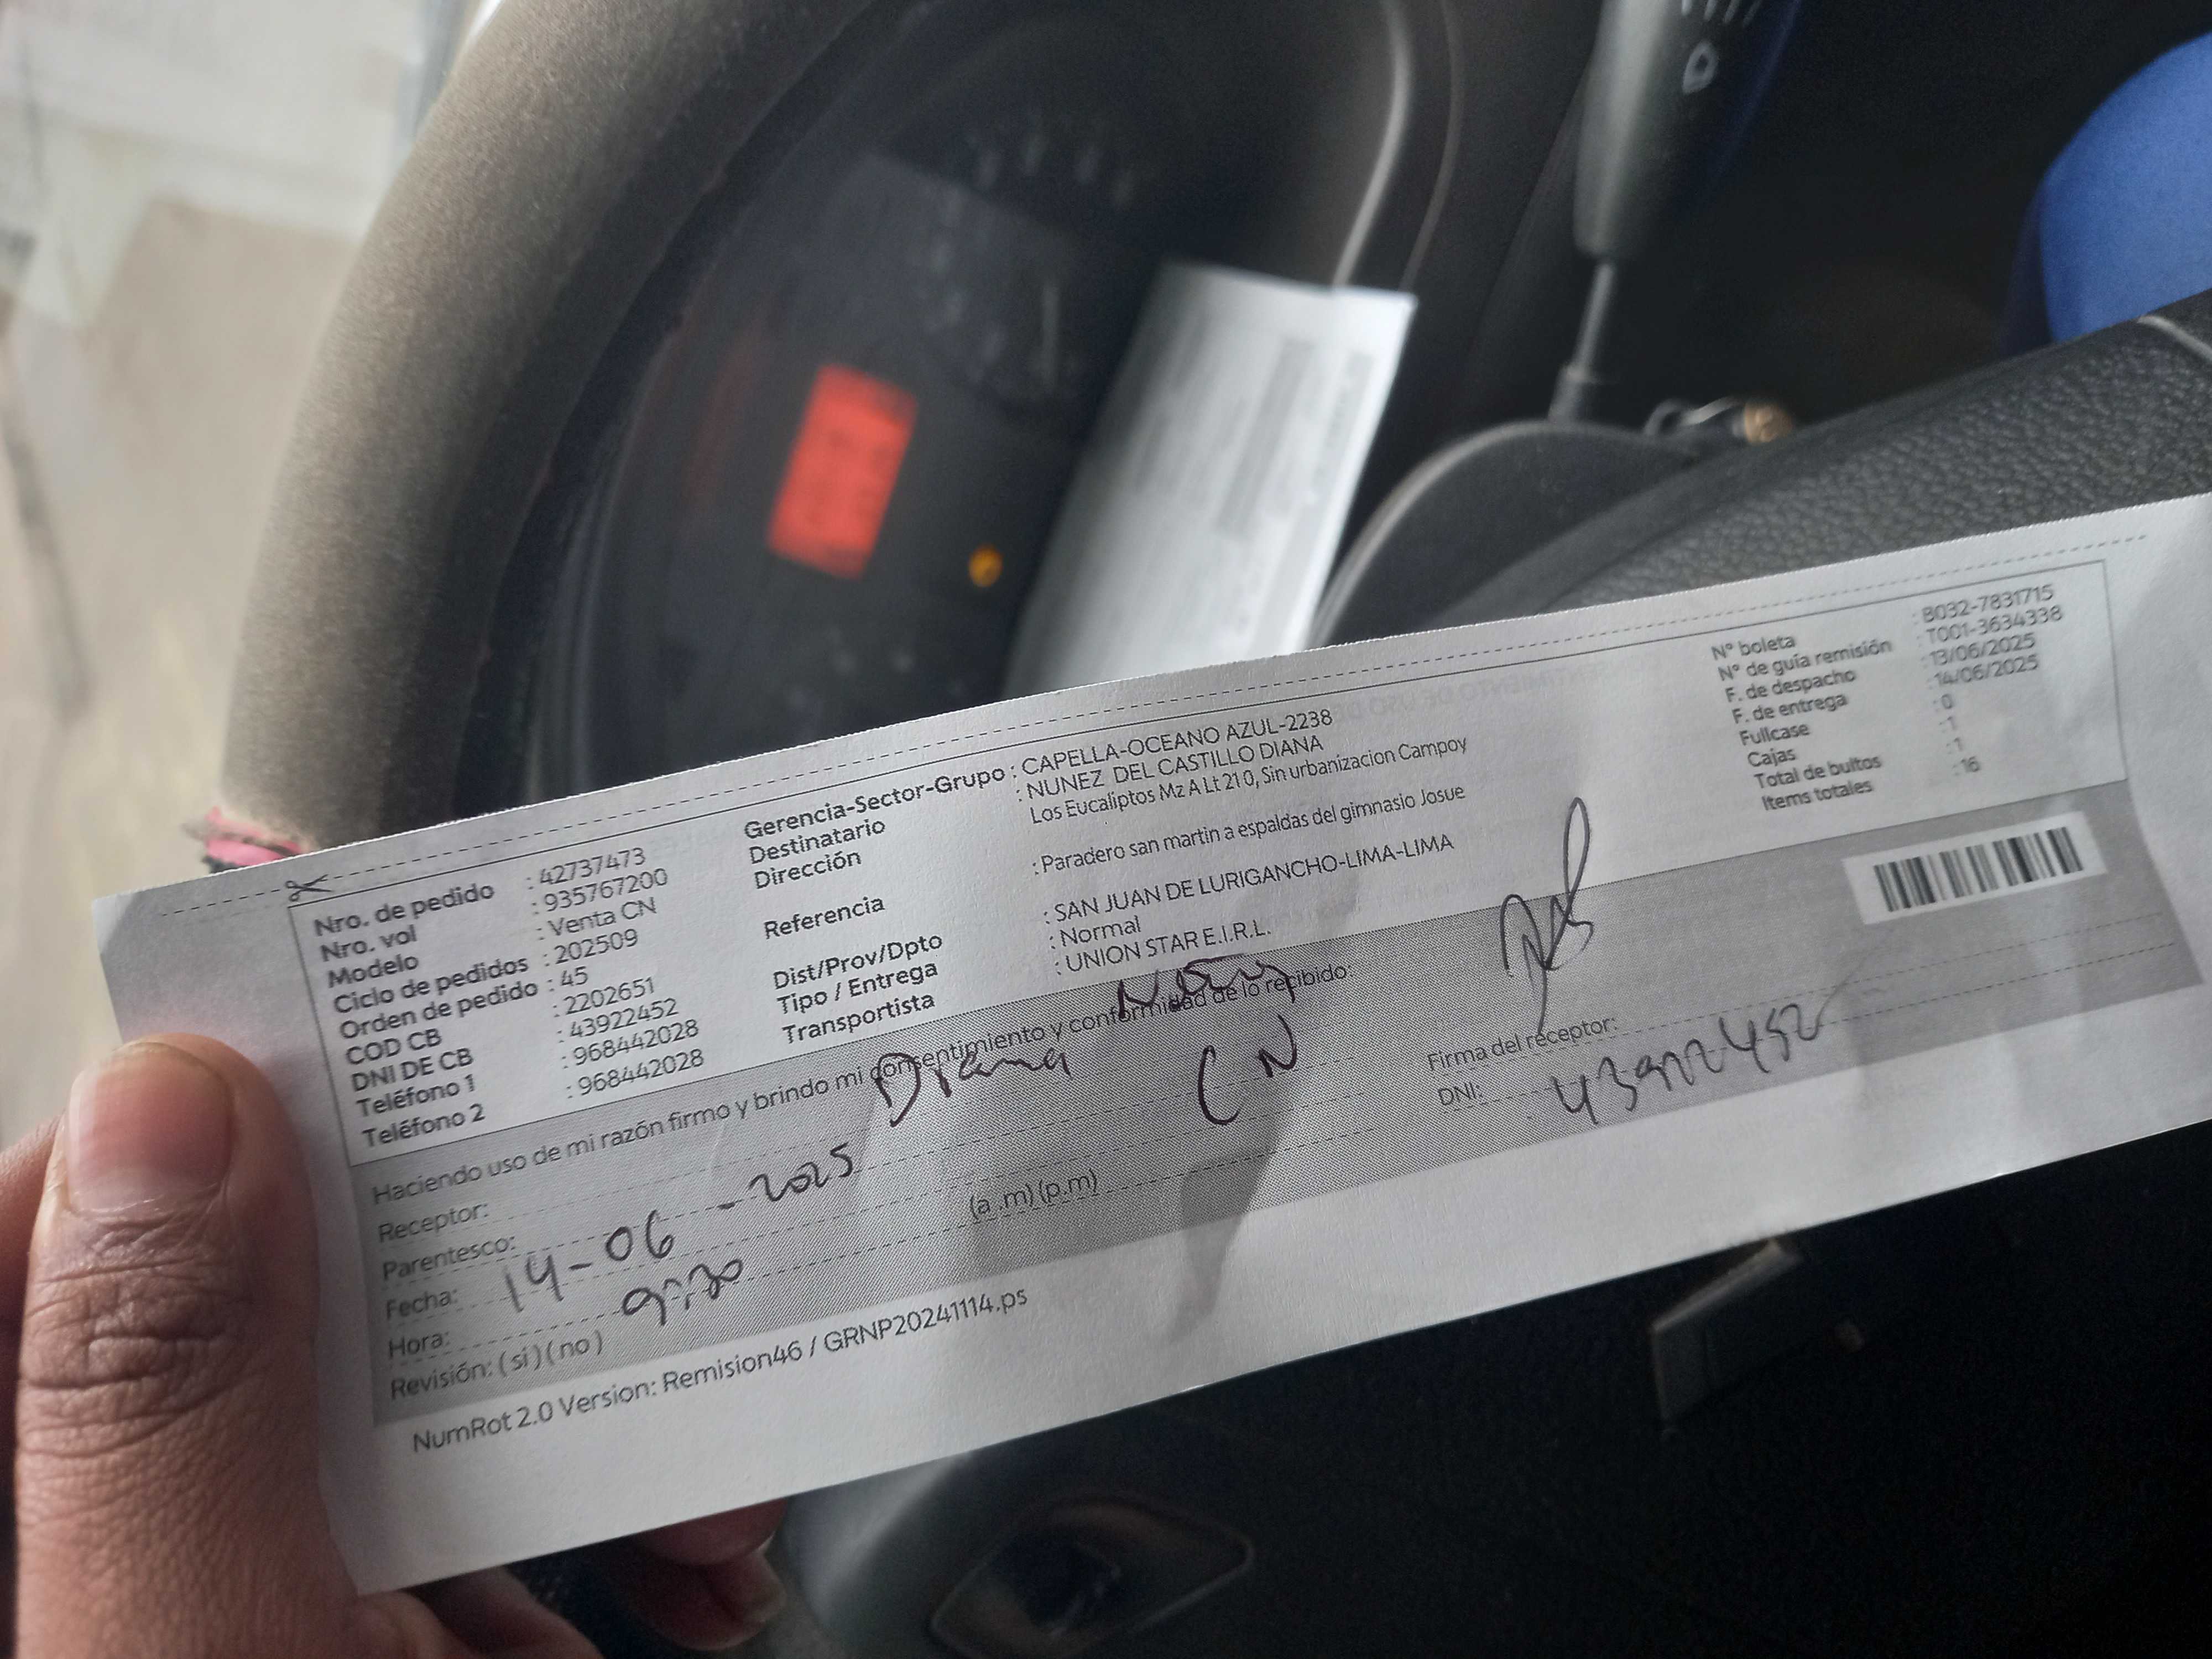 Nro. de pedido : 42737473
Nro. vol : 935767200
Modelo : Venta CN
Ciclo de pedidos : 202509
Orden de pedido : 45
COD CB : 2202651
DNI DE CB : 43922452
Teléfono 1 : 968442028
Teléfono 2 : 968442028
Gerencia-Sector-Grupo : CAPELLA-OCEANO AZUL-2238
Destinatario : NUNEZ DEL CASTILLO DIANA
Dirección Los Eucaliptos Mz A Lt 21 0, Sin urbanizacion Campoy
Referencia : Paradero san martin a espaldas del gimnasio Josue
Dist/Prov/Dpto : SAN JUAN DE LURIGANCHO-LIMA-LIMA
Tipo / Entrega : Normal
Transportista : UNION STAR E.I.R.L.
N° boleta : B032-7831715
N° de guía remisión : T001-3634338
F. de despacho : 13/06/2025
F. de entrega : 14/06/2025
Fullcase : 0
Cajas : 1
Total de bultos : 1
Items totales : 16
Haciendo uso de mi razón firmo y brindo mi consentimiento y conformidad de lo recibido:
Receptor: Diana
Parentesco: CN
Fecha: 14-06-2025
Hora: (a.m)(p.m)
Revisión: (si)(no)
Firma del receptor:
DNI: 43922452
NumRot 2.0 Version: Remision46 / GRNP20241114.ps